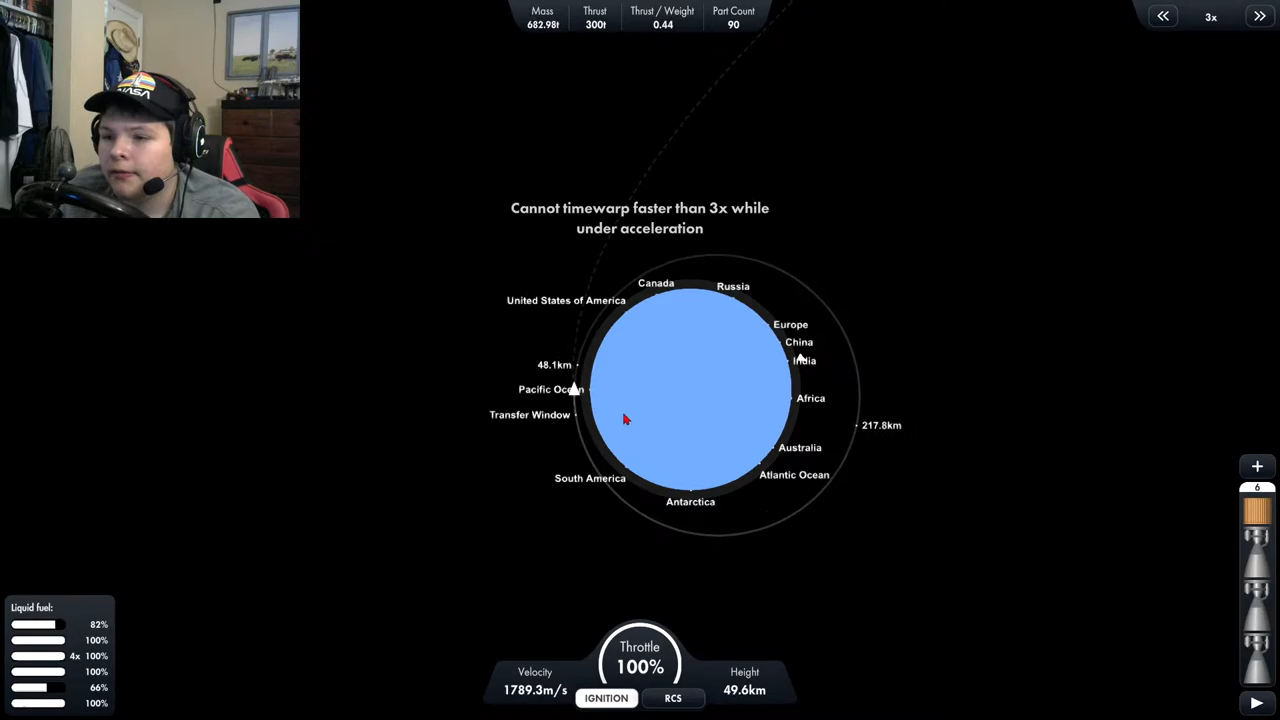 Mass
682.98t
Thrust
300t
Thrust / Weight
0.44
Part Count
90
3x
NASA
Cannot timewarp faster than 3x while
under acceleration
Canada
Russia
United States of America
Europe
China
48.1km
India
Pacific Ocean
Africa
Transfer Window
217.8km
Australia
South America
Atlantic Ocean
Antarctica
6
Liquid fuel:
82%
100%
4x 100%
100%
66%
100%
Throttle
100%
Velocity
1789.3m/s
Height
49.6km
IGNITION
RCS